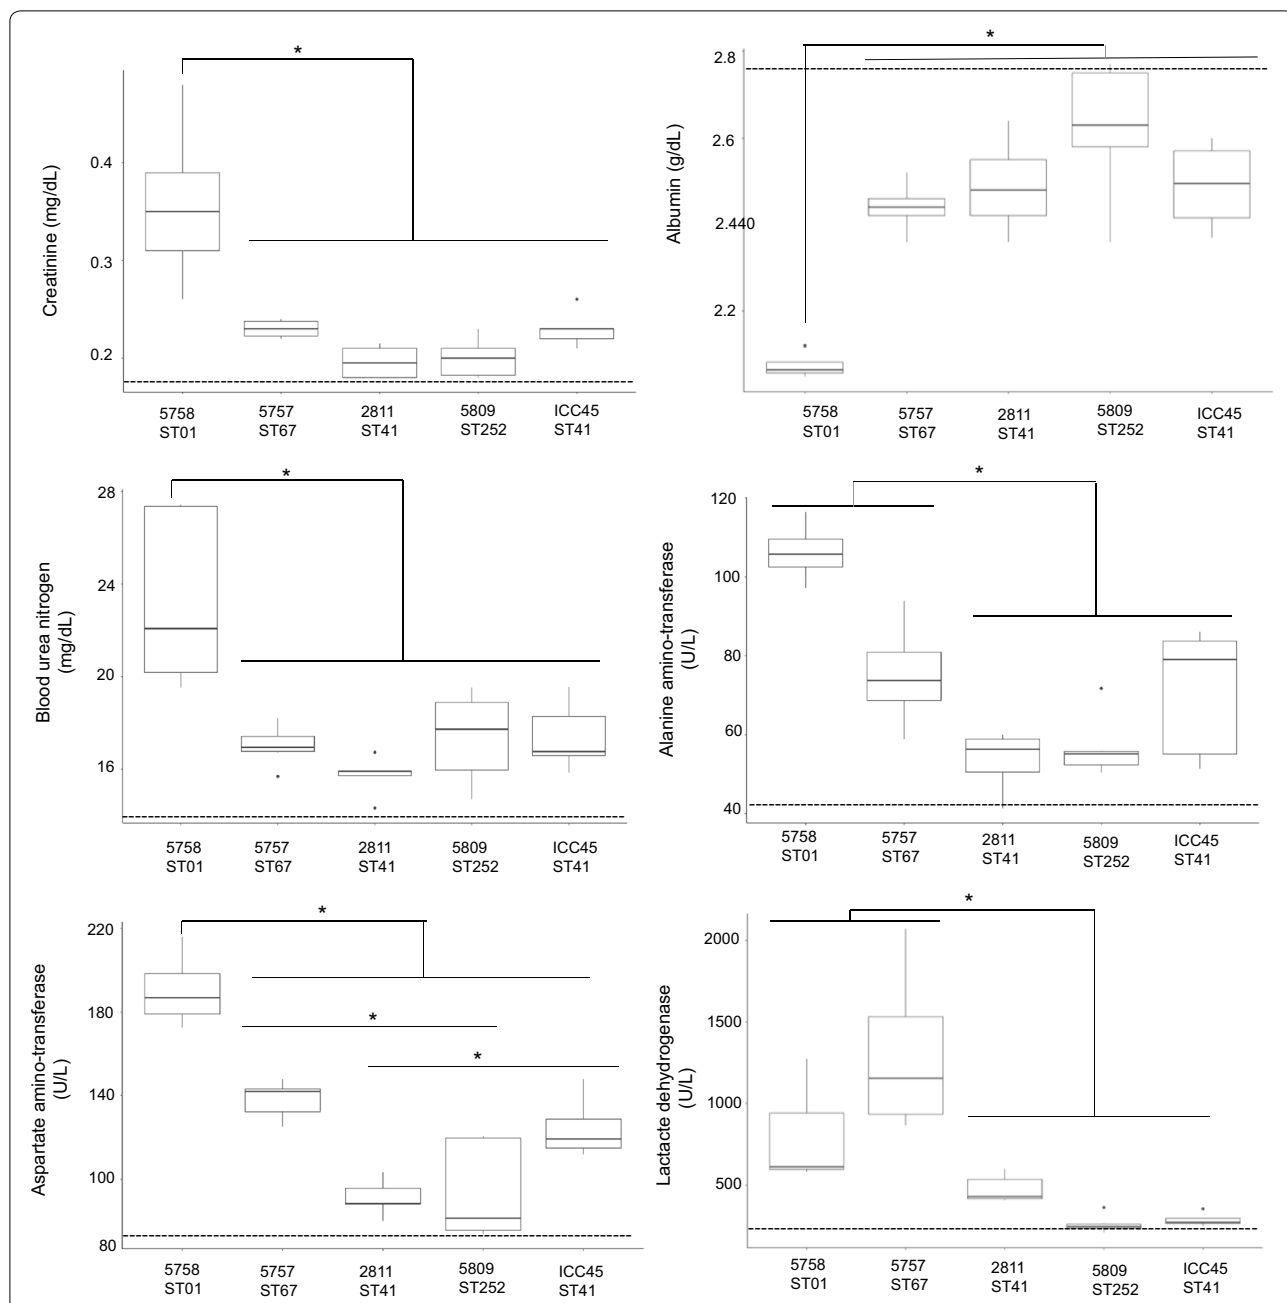 *
Creatinine (mg/dL)
0.4
0.3
0.2
5758 5757 2811 5809 ICC45
ST01 ST67 ST41 ST252 ST41
*
Albumin (g/dL)
2.8
2.6
2.440
2.2
5758 5757 2811 5809 ICC45
ST01 ST67 ST41 ST252 ST41
*
Blood urea nitrogen
(mg/dL)
28
24
20
16
5758 5757 2811 5809 ICC45
ST01 ST67 ST41 ST252 ST41
*
Alanine amino-transferase
(U/L)
120
100
80
60
40
5758 5757 2811 5809 ICC45
ST01 ST67 ST41 ST252 ST41
*
*
*
Aspartate amino-transferase
(U/L)
220
180
140
100
80
5758 5757 2811 5809 ICC45
ST01 ST67 ST41 ST252 ST41
*
Lactacte dehydrogenase
(U/L)
2000
1500
1000
500
5758 5757 2811 5809 ICC45
ST01 ST67 ST41 ST252 ST41